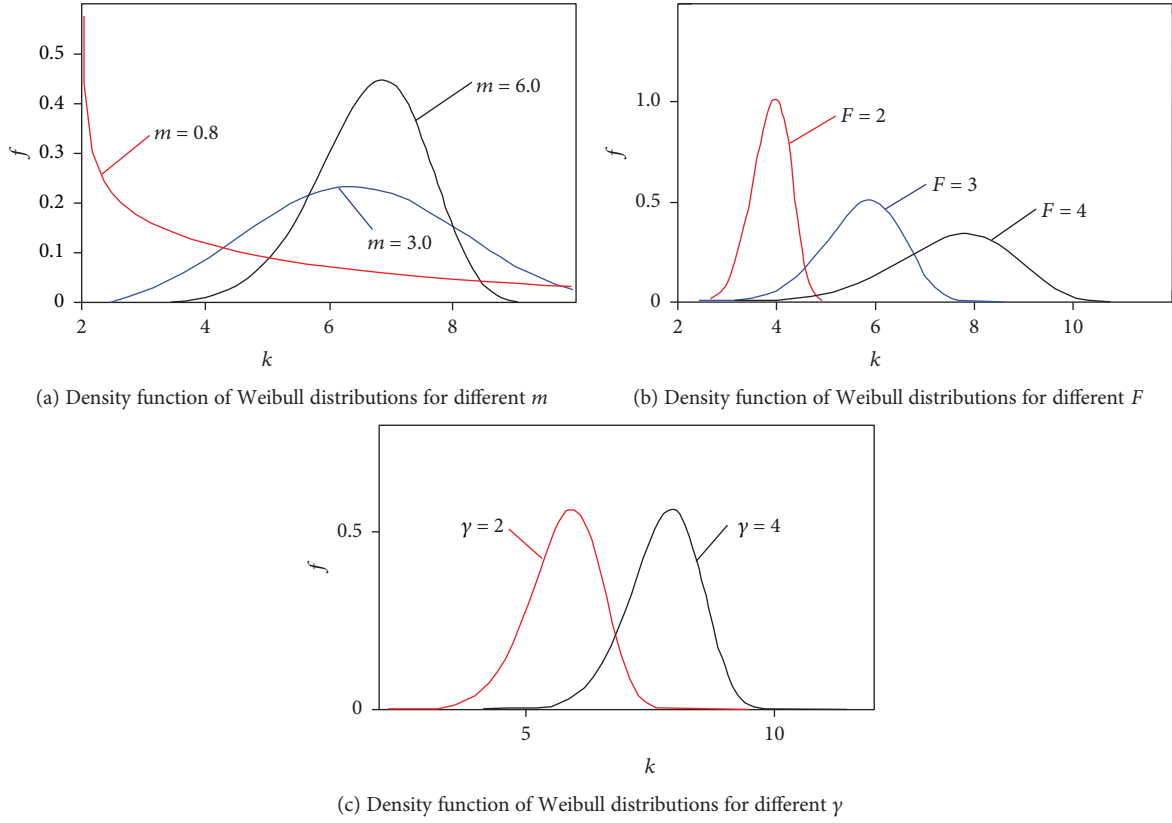 0.5
0.4
0.3
0.2
0.1
0
f
m = 6.0
m = 0.8
m = 3.0
2
4
6
8
k
(a) Density function of Weibull distributions for different m
1.0
0.5
0
f
F = 2
F = 3
F = 4
2
4
6
8
10
k
(b) Density function of Weibull distributions for different F
0.5
0
f
γ = 2
γ = 4
5
10
k
(c) Density function of Weibull distributions for different γ